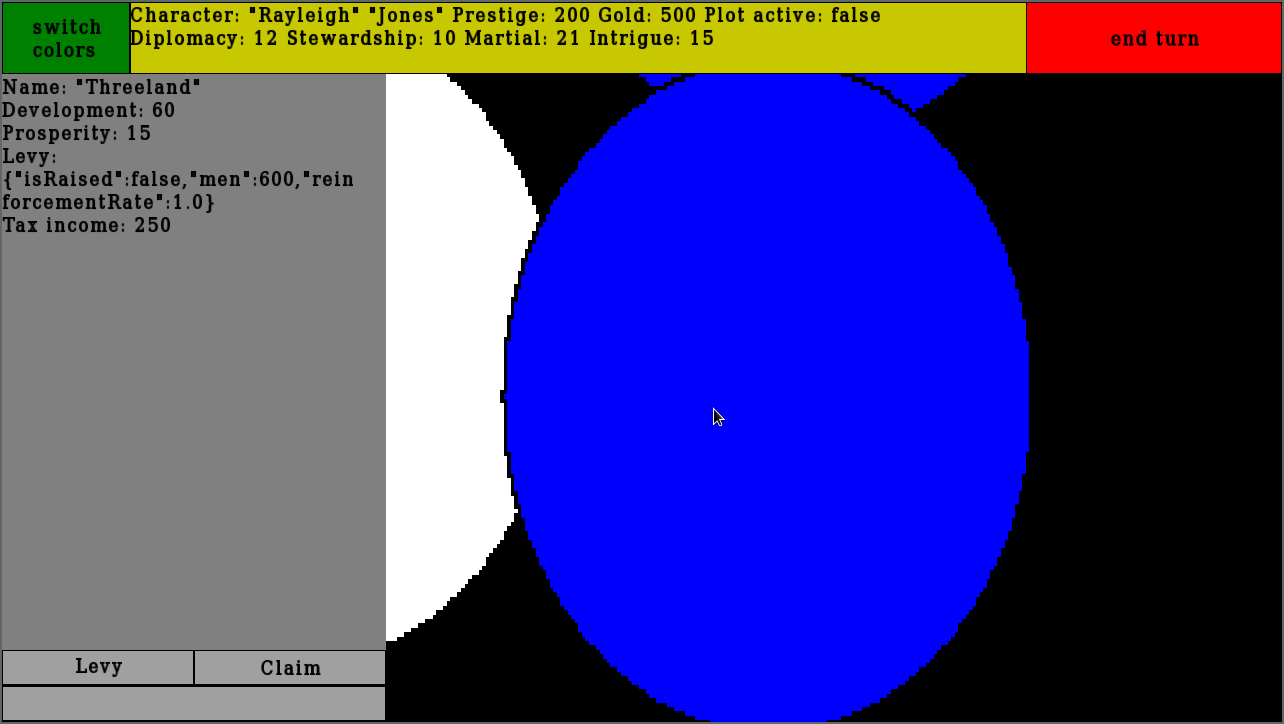 switch
colors
Character: "Rayleigh" "Jones" Prestige: 200 Gold: 500 Plot active: false
Diplomacy: 12 Stewardship: 10 Martial: 21 Intrigue: 15
end turn
Name: "Threeland"
Development: 60
Prosperity: 15
Levy:
{"isRaised":false,"men":600,"rein
forcementRate":1.0}
Tax income: 250
Levy
Claim